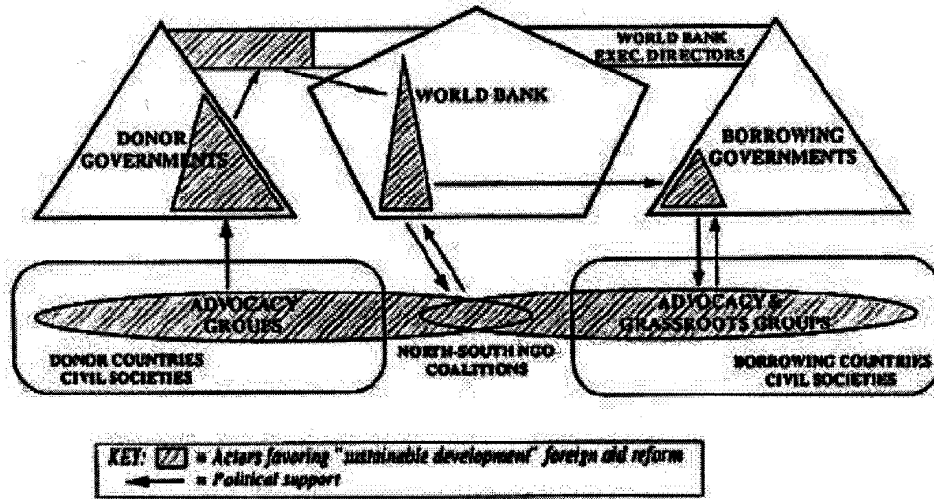 WORLD BANK
EXEC. DIRECTORS
WORLD BANK
DONOR
GOVERNMENTS
BORROWING
GOVERNMENTS
ADVOCACY
GROUPS
ADVOCACY &
GRASSROOTS GROUPS
DONOR COUNTRIES
CIVIL SOCIETIES
NORTH-SOUTH NGO
COALITIONS
BORROWING COUNTRIES
CIVIL SOCIETIES
KEY: = Actors favoring "sustainable development" foreign aid reform
= Political support